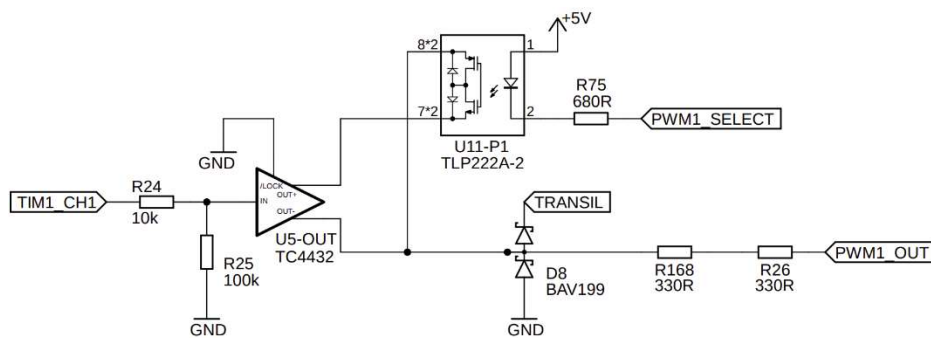 +5V
8*2
1
7*2
2
R75
680R
PWM1_SELECT
U11-P1
TLP222A-2
GND
/LOCK
OUT+
IN
OUT-
TIM1_CH1
R24
10k
U5-OUT
TC4432
TRANSIL
R25
100k
D8
BAV199
R168
330R
R26
330R
PWM1_OUT
GND
GND